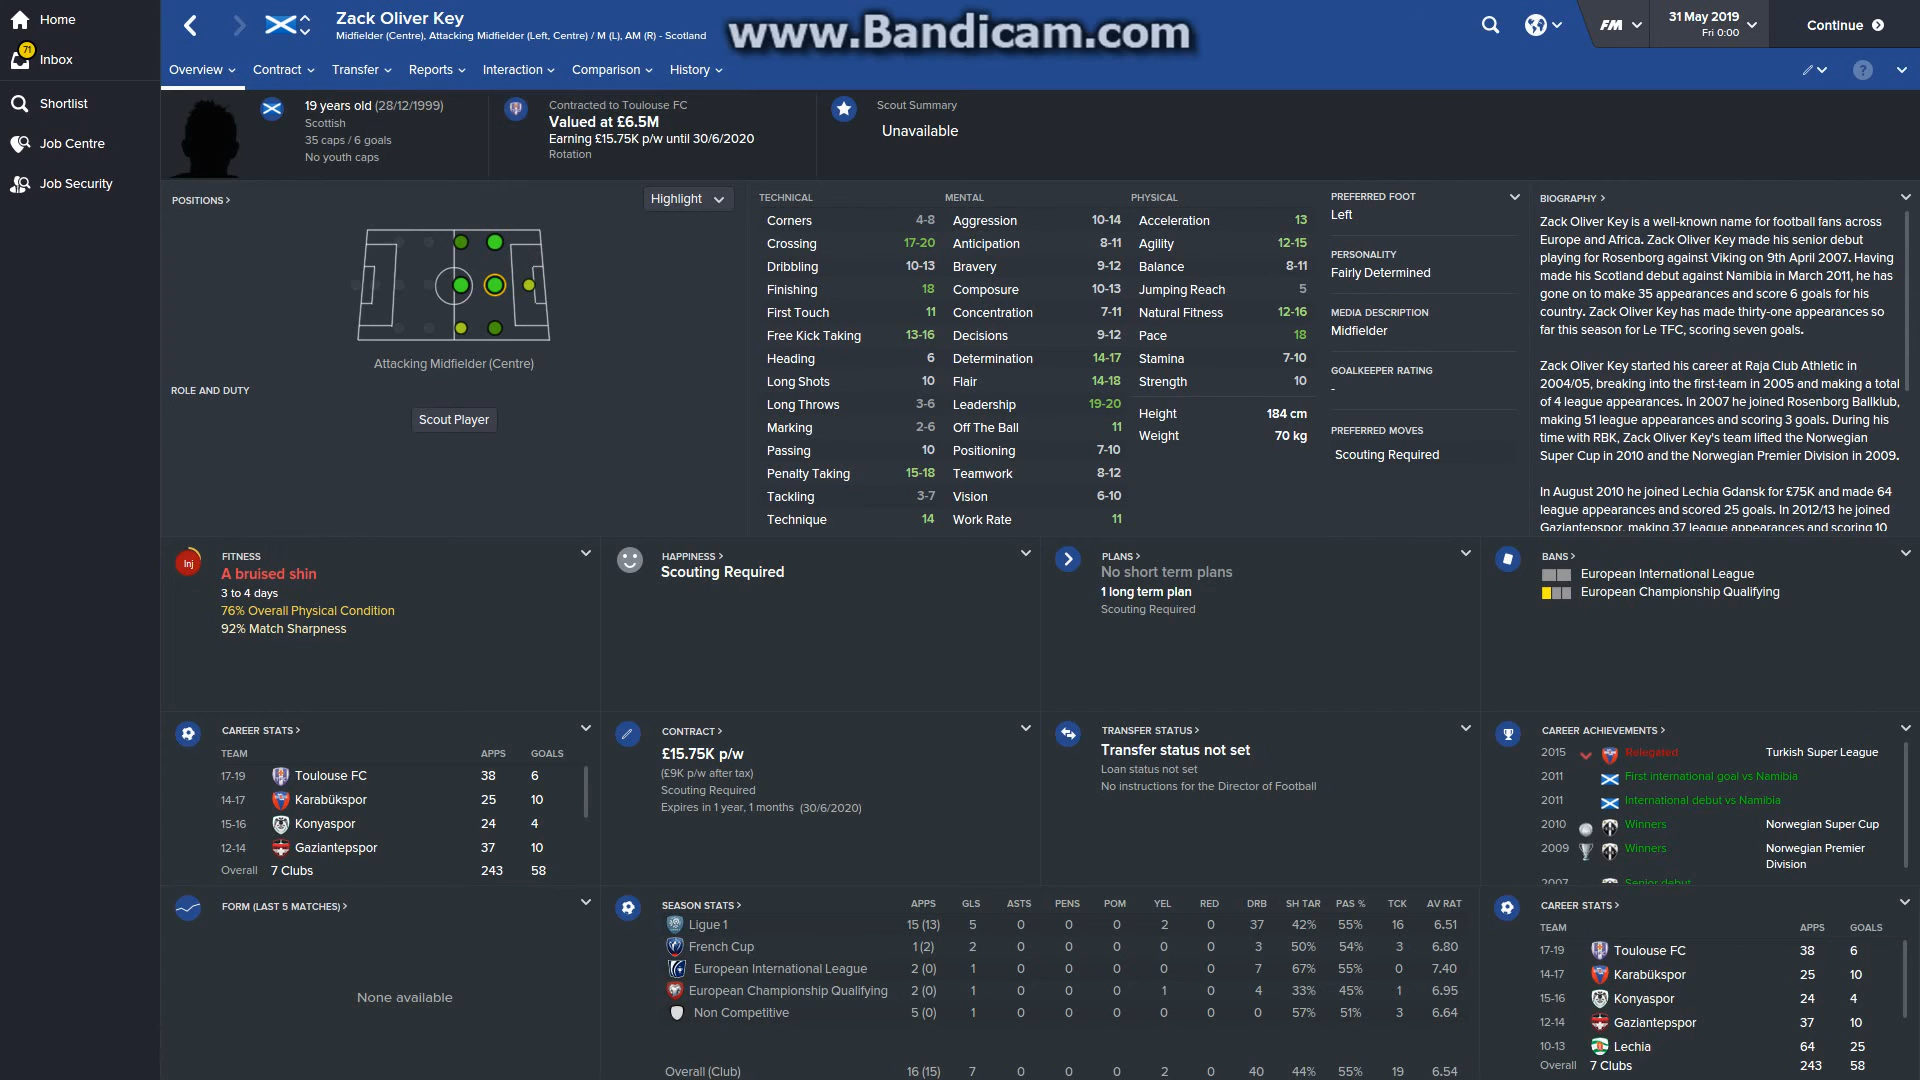 Home
71
Inbox
Shortlist
Job Centre
Job Security
Zack Oliver Key
Midfielder (Centre), Attacking Midfielder (Left, Centre) / M (L), AM (R) - Scotland
www.Bandicam.com
FM
31 May 2019
Fri 0:00
Continue
Overview
Contract
Transfer
Reports
Interaction
Comparison
History
?
19 years old (28/12/1999)
Scottish
35 caps / 6 goals
No youth caps
Contracted to Toulouse FC
Valued at £6.5M
Earning £15.75K p/w until 30/6/2020
Rotation
Scout Summary
Unavailable
POSITIONS >
Highlight
Attacking Midfielder (Centre)
ROLE AND DUTY
Scout Player
TECHNICAL
Corners 4-8
Crossing 17-20
Dribbling 10-13
Finishing 18
First Touch 11
Free Kick Taking 13-16
Heading 6
Long Shots 10
Long Throws 3-6
Marking 2-6
Passing 10
Penalty Taking 15-18
Tackling 3-7
Technique 14
MENTAL
Aggression 10-14
Anticipation 8-11
Bravery 9-12
Composure 10-13
Concentration 7-11
Decisions 9-12
Determination 14-17
Flair 14-18
Leadership 19-20
Off The Ball 11
Positioning 7-10
Teamwork 8-12
Vision 6-10
Work Rate 11
PHYSICAL
Acceleration 13
Agility 12-15
Balance 8-11
Jumping Reach 5
Natural Fitness 12-16
Pace 18
Stamina 7-10
Strength 10
Height 184 cm
Weight 70 kg
PREFERRED FOOT
Left
PERSONALITY
Fairly Determined
MEDIA DESCRIPTION
Midfielder
GOALKEEPER RATING
-
PREFERRED MOVES
Scouting Required
BIOGRAPHY >
Zack Oliver Key is a well-known name for football fans across
Europe and Africa. Zack Oliver Key made his senior debut
playing for Rosenborg against Viking on 9th April 2007. Having
made his Scotland debut against Namibia in March 2011, he has
gone on to make 35 appearances and score 6 goals for his
country. Zack Oliver Key has made thirty-one appearances so
far this season for Le TFC, scoring seven goals.
Zack Oliver Key started his career at Raja Club Athletic in
2004/05, breaking into the first-team in 2005 and making a total
of 4 league appearances. In 2007 he joined Rosenborg Ballklub,
making 51 league appearances and scoring 3 goals. During his
time with RBK, Zack Oliver Key's team lifted the Norwegian
Super Cup in 2010 and the Norwegian Premier Division in 2009.
In August 2010 he joined Lechia Gdansk for £75K and made 64
league appearances and scored 25 goals. In 2012/13 he joined
Gaziantepspor, making 37 league appearances and scoring 10
Inj
FITNESS
A bruised shin
3 to 4 days
76% Overall Physical Condition
92% Match Sharpness
HAPPINESS >
Scouting Required
PLANS >
No short term plans
1 long term plan
Scouting Required
BANS >
European International League
European Championship Qualifying
CAREER STATS >
TEAM APPS GOALS
17-19 Toulouse FC 38 6
14-17 Karabükspor 25 10
15-16 Konyaspor 24 4
12-14 Gaziantepspor 37 10
Overall 7 Clubs 243 58
CONTRACT >
£15.75K p/w
(£9K p/w after tax)
Scouting Required
Expires in 1 year, 1 months (30/6/2020)
TRANSFER STATUS >
Transfer status not set
Loan status not set
No instructions for the Director of Football
CAREER ACHIEVEMENTS >
2015 Relegated Turkish Super League
2011 First international goal vs Namibia
2011 International debut vs Namibia
2010 Winners Norwegian Super Cup
2009 Winners Norwegian Premier
Division
2007 Senior debut
FORM (LAST 5 MATCHES) >
None available
SEASON STATS > APPS GLS ASTS PENS POM YEL RED DRB SH TAR PAS % TCK AV RAT
Ligue 1 15 (13) 5 0 0 0 2 0 37 42% 55% 16 6.51
French Cup 1 (2) 2 0 0 0 0 0 3 50% 54% 3 6.80
European International League 2 (0) 1 0 0 0 0 0 7 67% 55% 0 7.40
European Championship Qualifying 2 (0) 1 0 0 0 1 0 4 33% 45% 1 6.95
Non Competitive 5 (0) 1 0 0 0 0 0 0 57% 51% 3 6.64
Overall (Club) 16 (15) 7 0 0 0 2 0 40 44% 55% 19 6.54
CAREER STATS >
TEAM APPS GOALS
17-19 Toulouse FC 38 6
14-17 Karabükspor 25 10
15-16 Konyaspor 24 4
12-14 Gaziantepspor 37 10
10-13 Lechia 64 25
Overall 7 Clubs 243 58